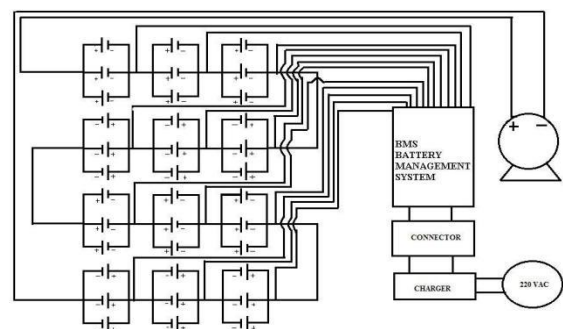 + −
BMS
BATTERY
MANAGEMENT
SYSTEM
CONNECTOR
CHARGER
220 VAC